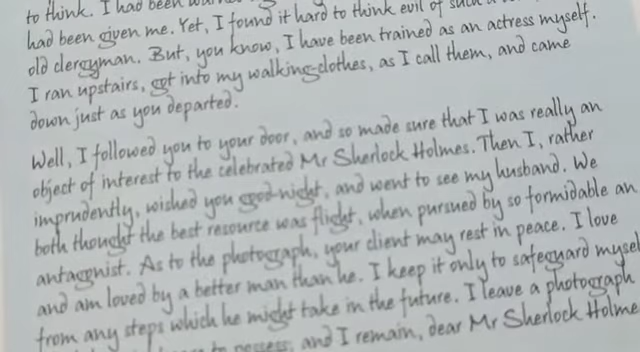 to think. I had been
had been given me. Yet, I found it hard to think evil of such a
old clergyman. But, you know, I have been trained as an actress myself.
I ran upstairs, got into my walking-clothes, as I call them, and came
down just as you departed.
Well, I followed you to your door, and so made sure that I was really an
object of interest to the celebrated Mr Sherlock Holmes. Then I, rather
imprudently, wished you good-night, and went to see my husband. We
both thought the best resource was flight, when pursued by so formidable an
antagonist. As to the photograph, your client may rest in peace. I love
and am loved by a better man than he. I keep it only to safeguard mysel
from any steps which he might take in the future. I leave a photograph
to possess; and I remain, dear Mr Sherlock Holme